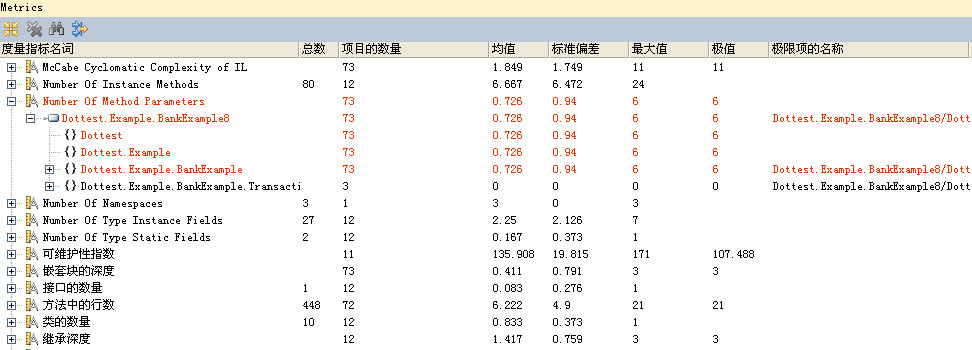 Metrics
度量指标名词 总数 项目的数量 均值 标准偏差 最大值 极值 极限项的名称
McCabe Cyclomatic Complexity of IL 73 1.849 1.749 11 11
Number Of Instance Methods 80 12 6.667 6.472 24
Number Of Method Parameters 73 0.726 0.94 6 6
Dottest.Example.BankExample8 73 0.726 0.94 6 6 Dottest.Example.BankExample8/Dott
{} Dottest 73 0.726 0.94 6 6
{} Dottest.Example 73 0.726 0.94 6 6
{} Dottest.Example.BankExample 73 0.726 0.94 6 6 Dottest.Example.BankExample8/Dott
{} Dottest.Example.BankExample.Transacti 3 0 0 0 0 Dottest.Example.BankExample8/Dott
Number Of Namespaces 3 1 3 0 3
Number Of Type Instance Fields 27 12 2.25 2.126 7
Number Of Type Static Fields 2 12 0.167 0.373 1
可维护性指数 11 135.908 19.815 171 107.488
嵌套块的深度 73 0.411 0.791 3 3
接口的数量 1 12 0.083 0.276 1
方法中的行数 448 72 6.222 4.9 21 21
类的数量 10 12 0.833 0.373 1
继承深度 12 1.417 0.759 3 3